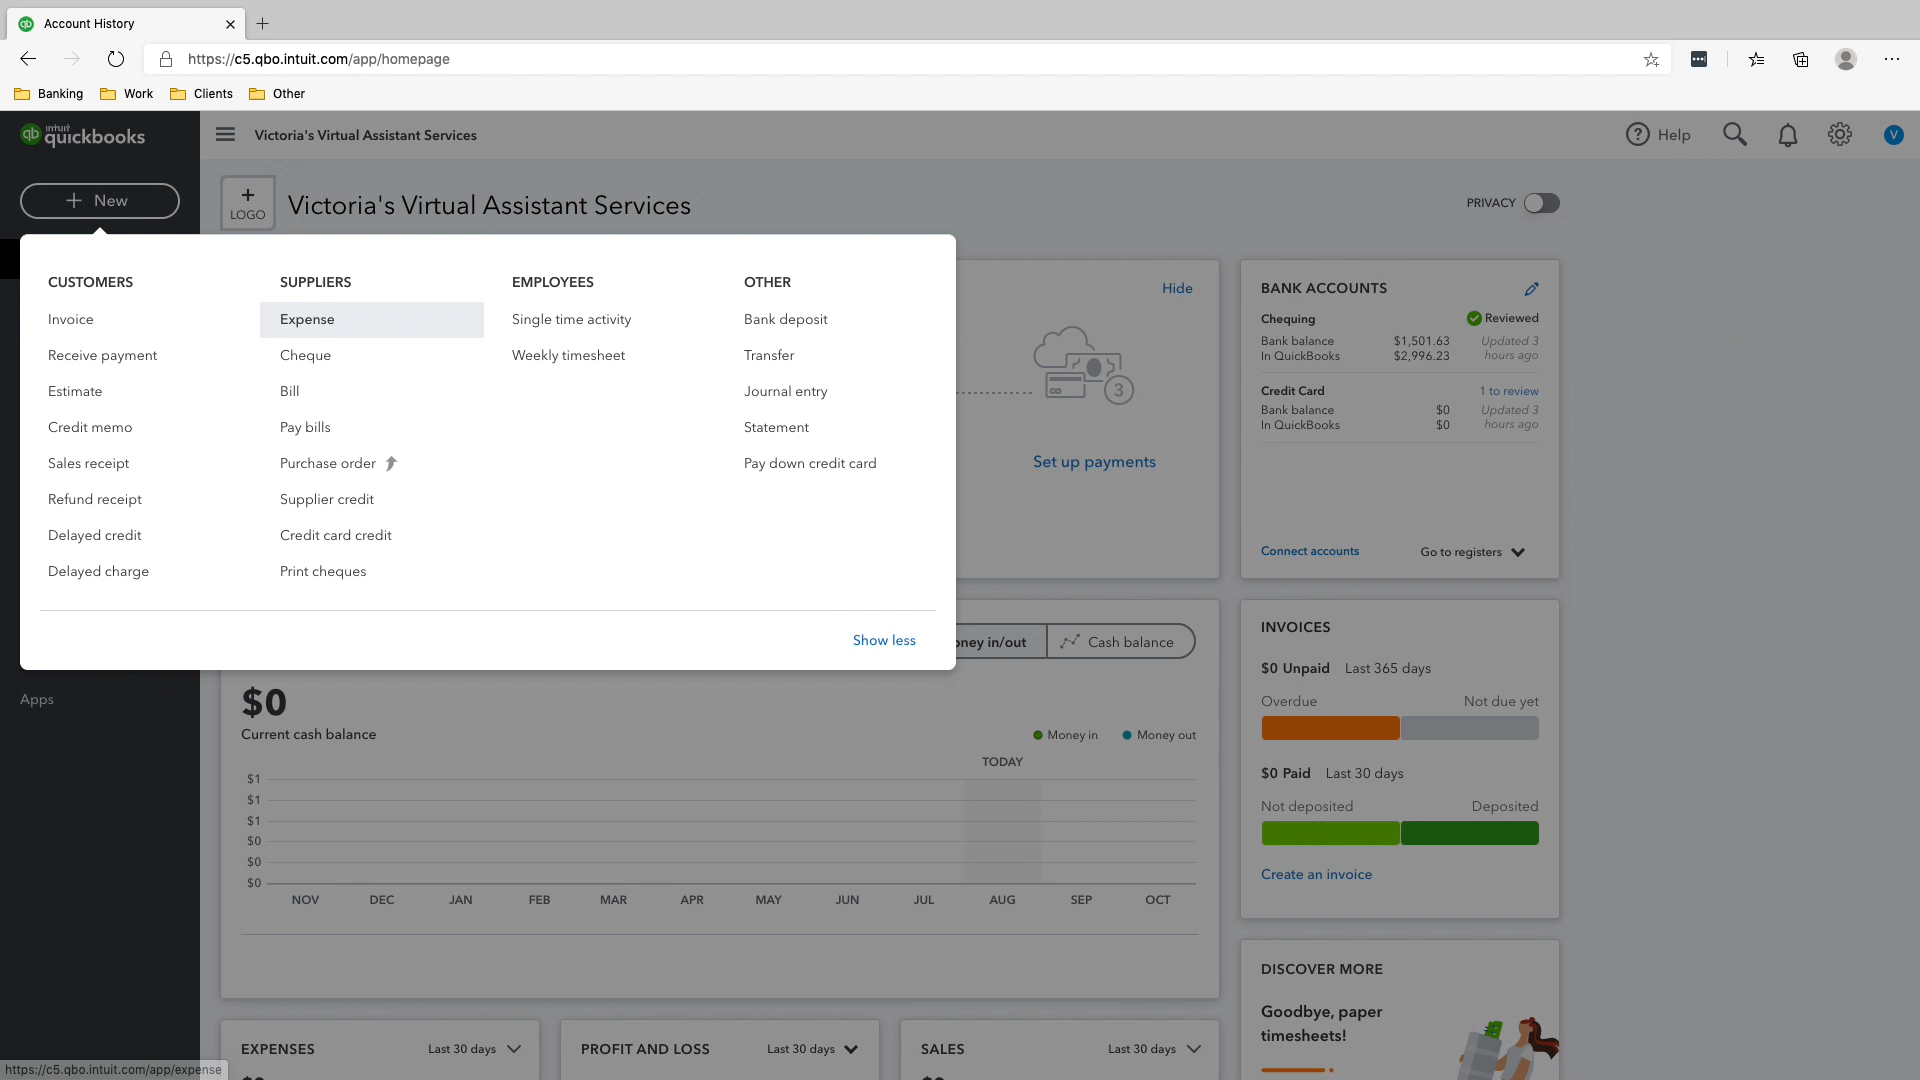 Account History
https://c5.qbo.intuit.com/app/homepage
Banking Work Clients Other
intuit quickbooks
Victoria's Virtual Assistant Services
Help
V
+ New
+ LOGO
Victoria's Virtual Assistant Services
PRIVACY
CUSTOMERS
Invoice
Receive payment
Estimate
Credit memo
Sales receipt
Refund receipt
Delayed credit
Delayed charge
SUPPLIERS
Expense
Cheque
Bill
Pay bills
Purchase order
Supplier credit
Credit card credit
Print cheques
EMPLOYEES
Single time activity
Weekly timesheet
OTHER
Bank deposit
Transfer
Journal entry
Statement
Pay down credit card
Show less
Apps
Hide
3
Set up payments
BANK ACCOUNTS
Chequing Reviewed
Bank balance $1,501.63 Updated 3
In QuickBooks $2,996.23 hours ago
Credit Card 1 to review
Bank balance $0 Updated 3
In QuickBooks $0 hours ago
Connect accounts Go to registers
oney in/out Cash balance
$0
Current cash balance
Money in Money out
TODAY
$1
$1
$1
$0
$0
$0
NOV DEC JAN FEB MAR APR MAY JUN JUL AUG SEP OCT
INVOICES
$0 Unpaid Last 365 days
Overdue Not due yet
$0 Paid Last 30 days
Not deposited Deposited
Create an invoice
DISCOVER MORE
Goodbye, paper
timesheets!
EXPENSES Last 30 days
PROFIT AND LOSS Last 30 days
SALES Last 30 days
https://c5.qbo.intuit.com/app/expense